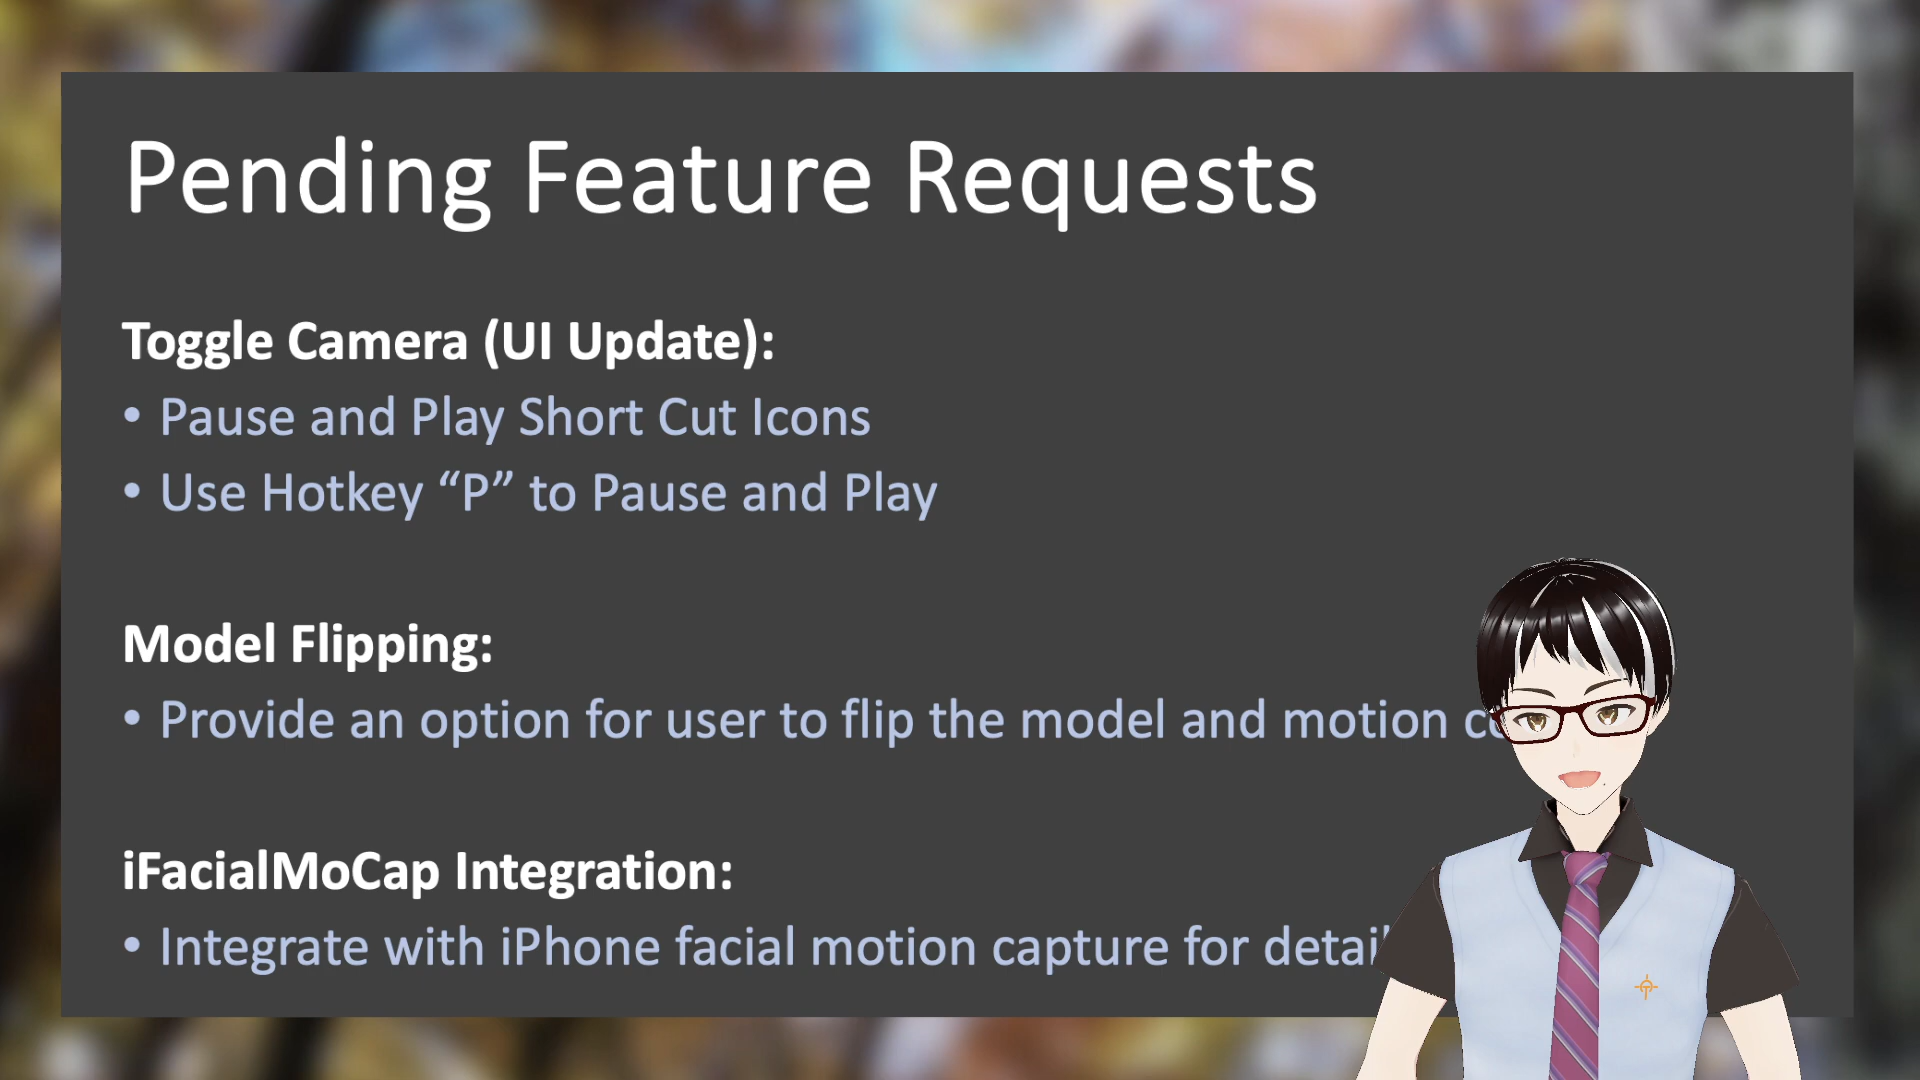 Pending Feature Requests
Toggle Camera (UI Update):
• Pause and Play Short Cut Icons
• Use Hotkey “P” to Pause and Play
Model Flipping:
• Provide an option for user to flip the model and motion
iFacialMoCap Integration:
• Integrate with iPhone facial motion capture for